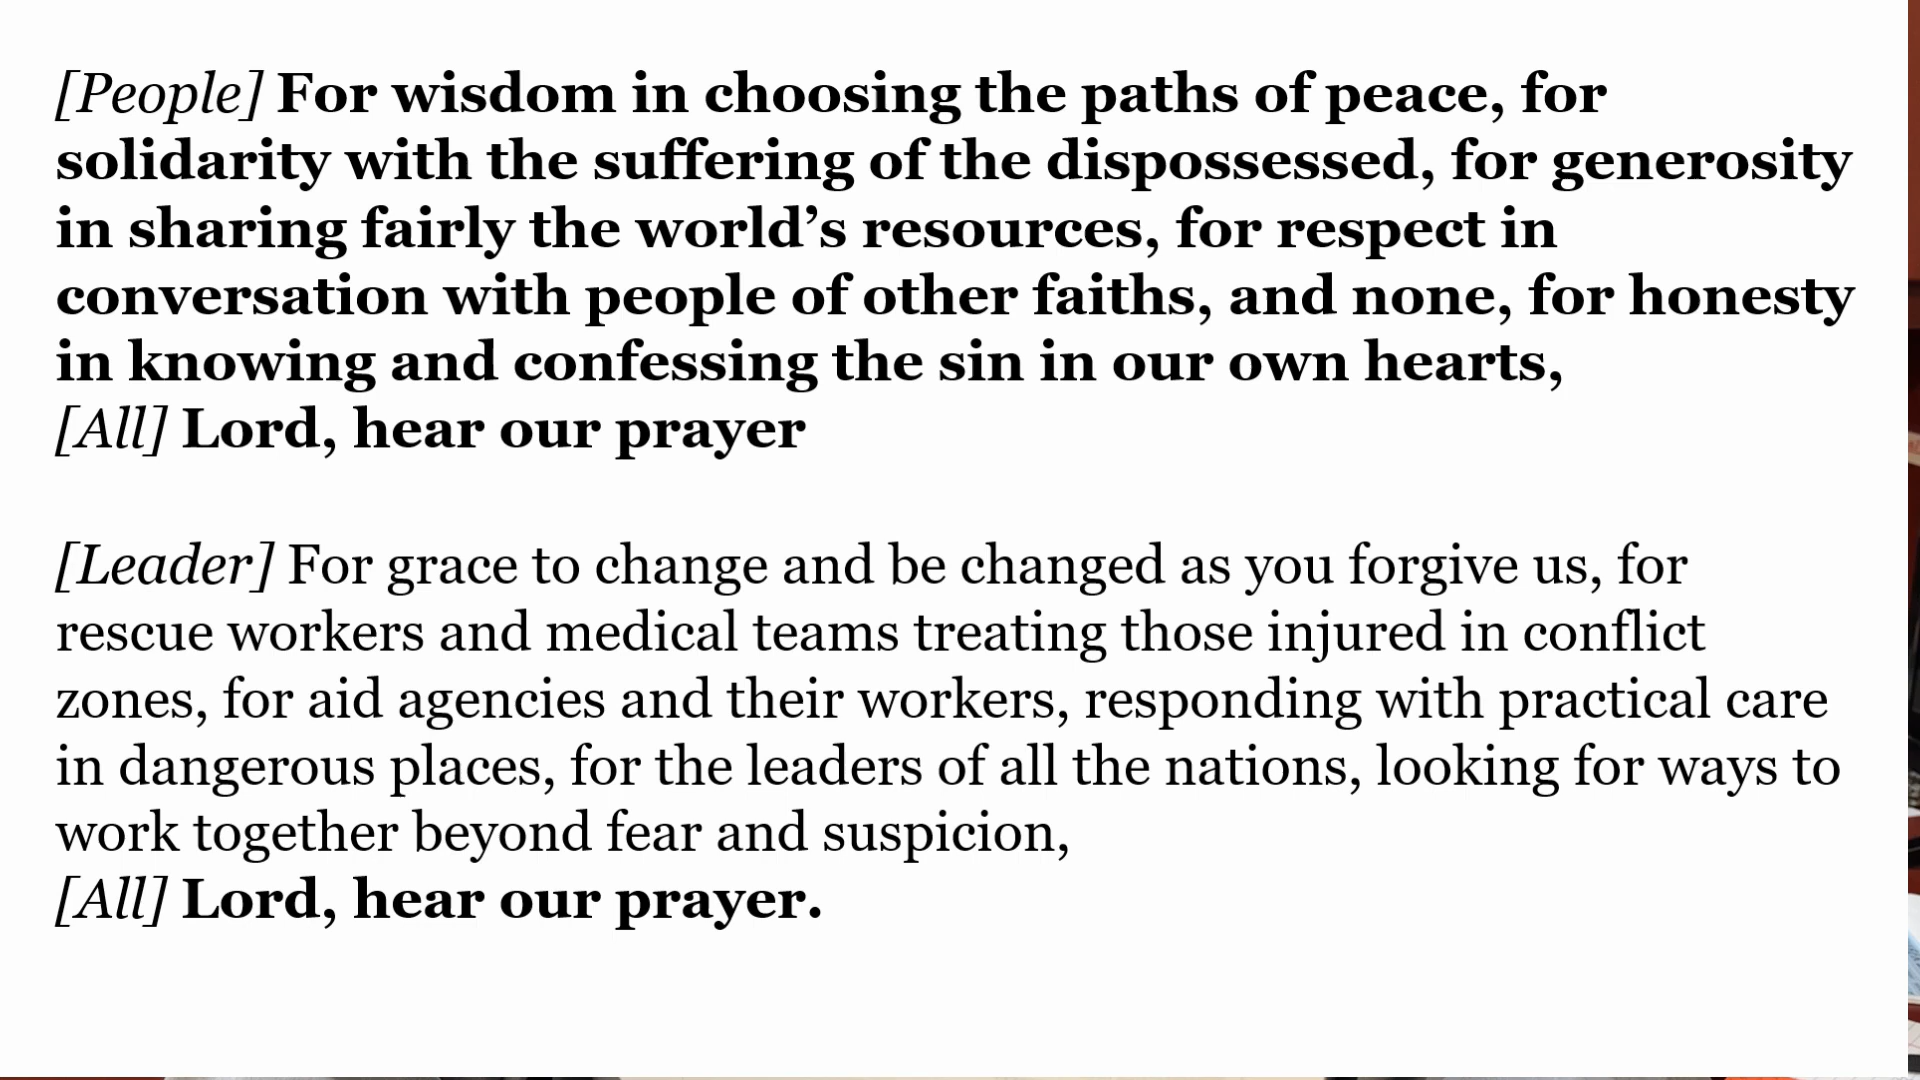 [People] For wisdom in choosing the paths of peace, for
solidarity with the suffering of the dispossessed, for generosity
in sharing fairly the world’s resources, for respect in
conversation with people of other faiths, and none, for honesty
in knowing and confessing the sin in our own hearts,
[All] Lord, hear our prayer
[Leader] For grace to change and be changed as you forgive us, for
rescue workers and medical teams treating those injured in conflict
zones, for aid agencies and their workers, responding with practical care
in dangerous places, for the leaders of all the nations, looking for ways to
work together beyond fear and suspicion,
[All] Lord, hear our prayer.